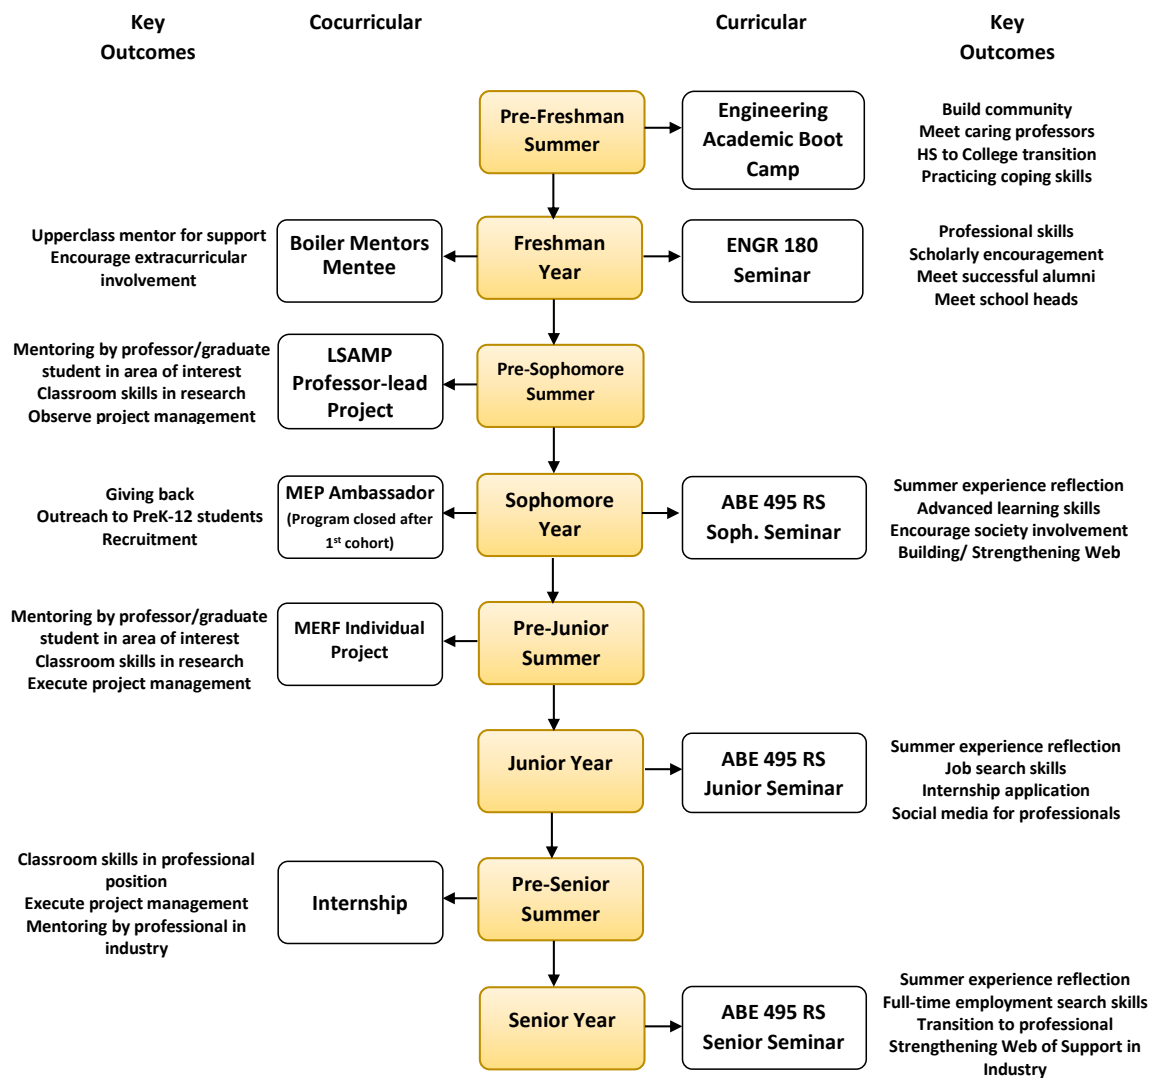 Key
Outcomes
Cocurricular
Curricular
Key
Outcomes
Pre-Freshman
Summer
Engineering
Academic Boot
Camp
Build community
Meet caring professors
HS to College transition
Practicing coping skills
Upperclass mentor for support
Encourage extracurricular
involvement
Boiler Mentors
Mentee
Freshman
Year
ENGR 180
Seminar
Professional skills
Scholarly encouragement
Meet successful alumni
Meet school heads
Mentoring by professor/graduate
student in area of interest
Classroom skills in research
Observe project management
LSAMP
Professor-lead
Project
Pre-Sophomore
Summer
Giving back
Outreach to PreK-12 students
Recruitment
MEP Ambassador
(Program closed after
1st cohort)
Sophomore
Year
ABE 495 RS
Soph. Seminar
Summer experience reflection
Advanced learning skills
Encourage society involvement
Building/ Strengthening Web
Mentoring by professor/graduate
student in area of interest
Classroom skills in research
Execute project management
MERF Individual
Project
Pre-Junior
Summer
Junior Year
ABE 495 RS
Junior Seminar
Summer experience reflection
Job search skills
Internship application
Social media for professionals
Classroom skills in professional
position
Execute project management
Mentoring by professional in
industry
Internship
Pre-Senior
Summer
Senior Year
ABE 495 RS
Senior Seminar
Summer experience reflection
Full-time employment search skills
Transition to professional
Strengthening Web of Support in
Industry